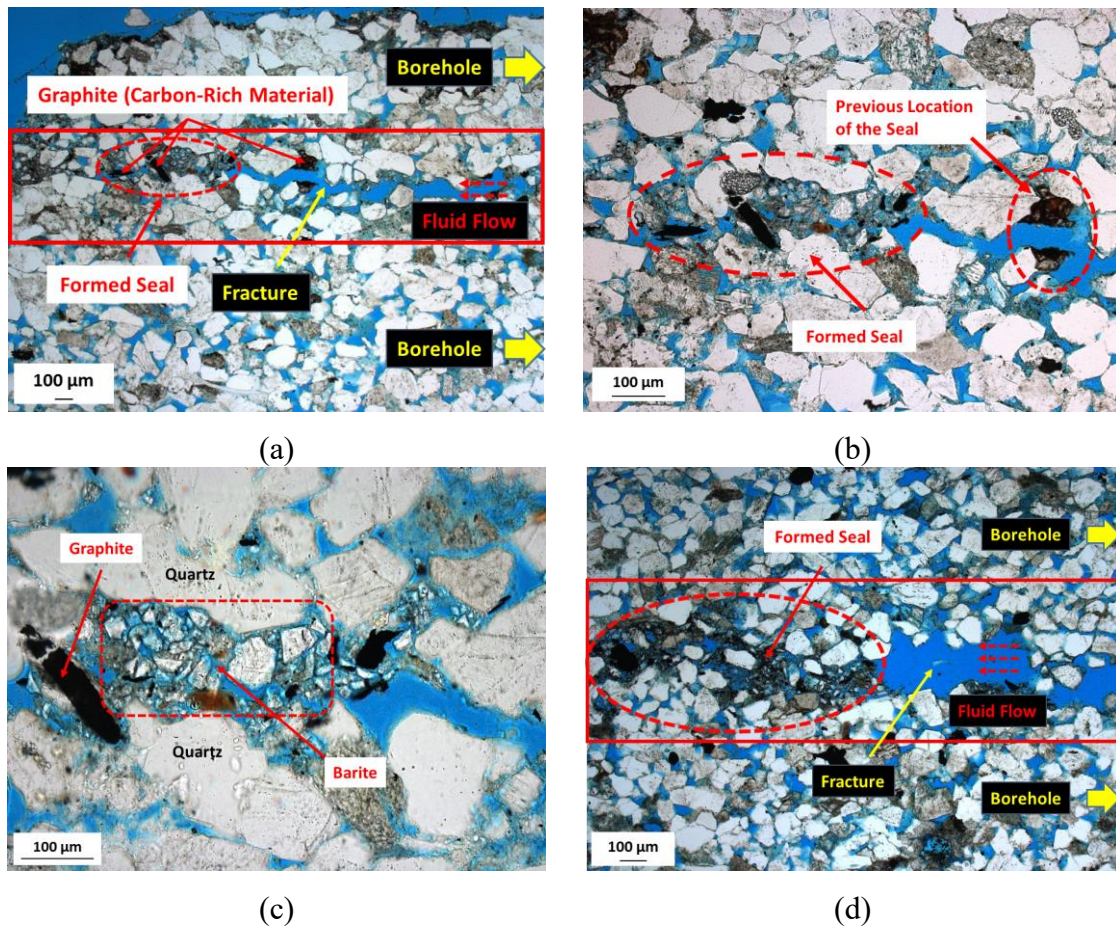 Borehole
Graphite (Carbon-Rich Material)
Fluid Flow
Formed Seal
Fracture
Borehole
100 µm
(a)
Previous Location
of the Seal
Formed Seal
100 µm
(b)
Graphite
Quartz
Quartz
Barite
100 µm
(c)
Formed Seal
Borehole
Fluid Flow
Fracture
Borehole
100 µm
(d)